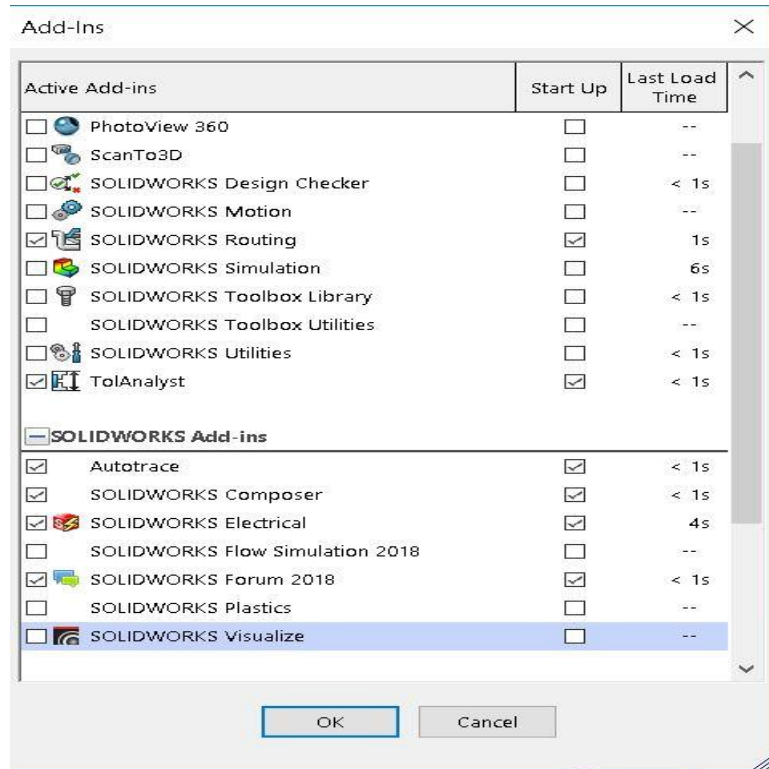 Add-Ins
Active Add-ins Start Up Last Load Time
PhotoView 360 --
ScanTo3D --
SOLIDWORKS Design Checker < 1s
SOLIDWORKS Motion --
SOLIDWORKS Routing 1s
SOLIDWORKS Simulation 6s
SOLIDWORKS Toolbox Library < 1s
SOLIDWORKS Toolbox Utilities --
SOLIDWORKS Utilities < 1s
TolAnalyst < 1s
SOLIDWORKS Add-ins
Autotrace < 1s
SOLIDWORKS Composer < 1s
SOLIDWORKS Electrical 4s
SOLIDWORKS Flow Simulation 2018 --
SOLIDWORKS Forum 2018 < 1s
SOLIDWORKS Plastics --
SOLIDWORKS Visualize --
OK Cancel